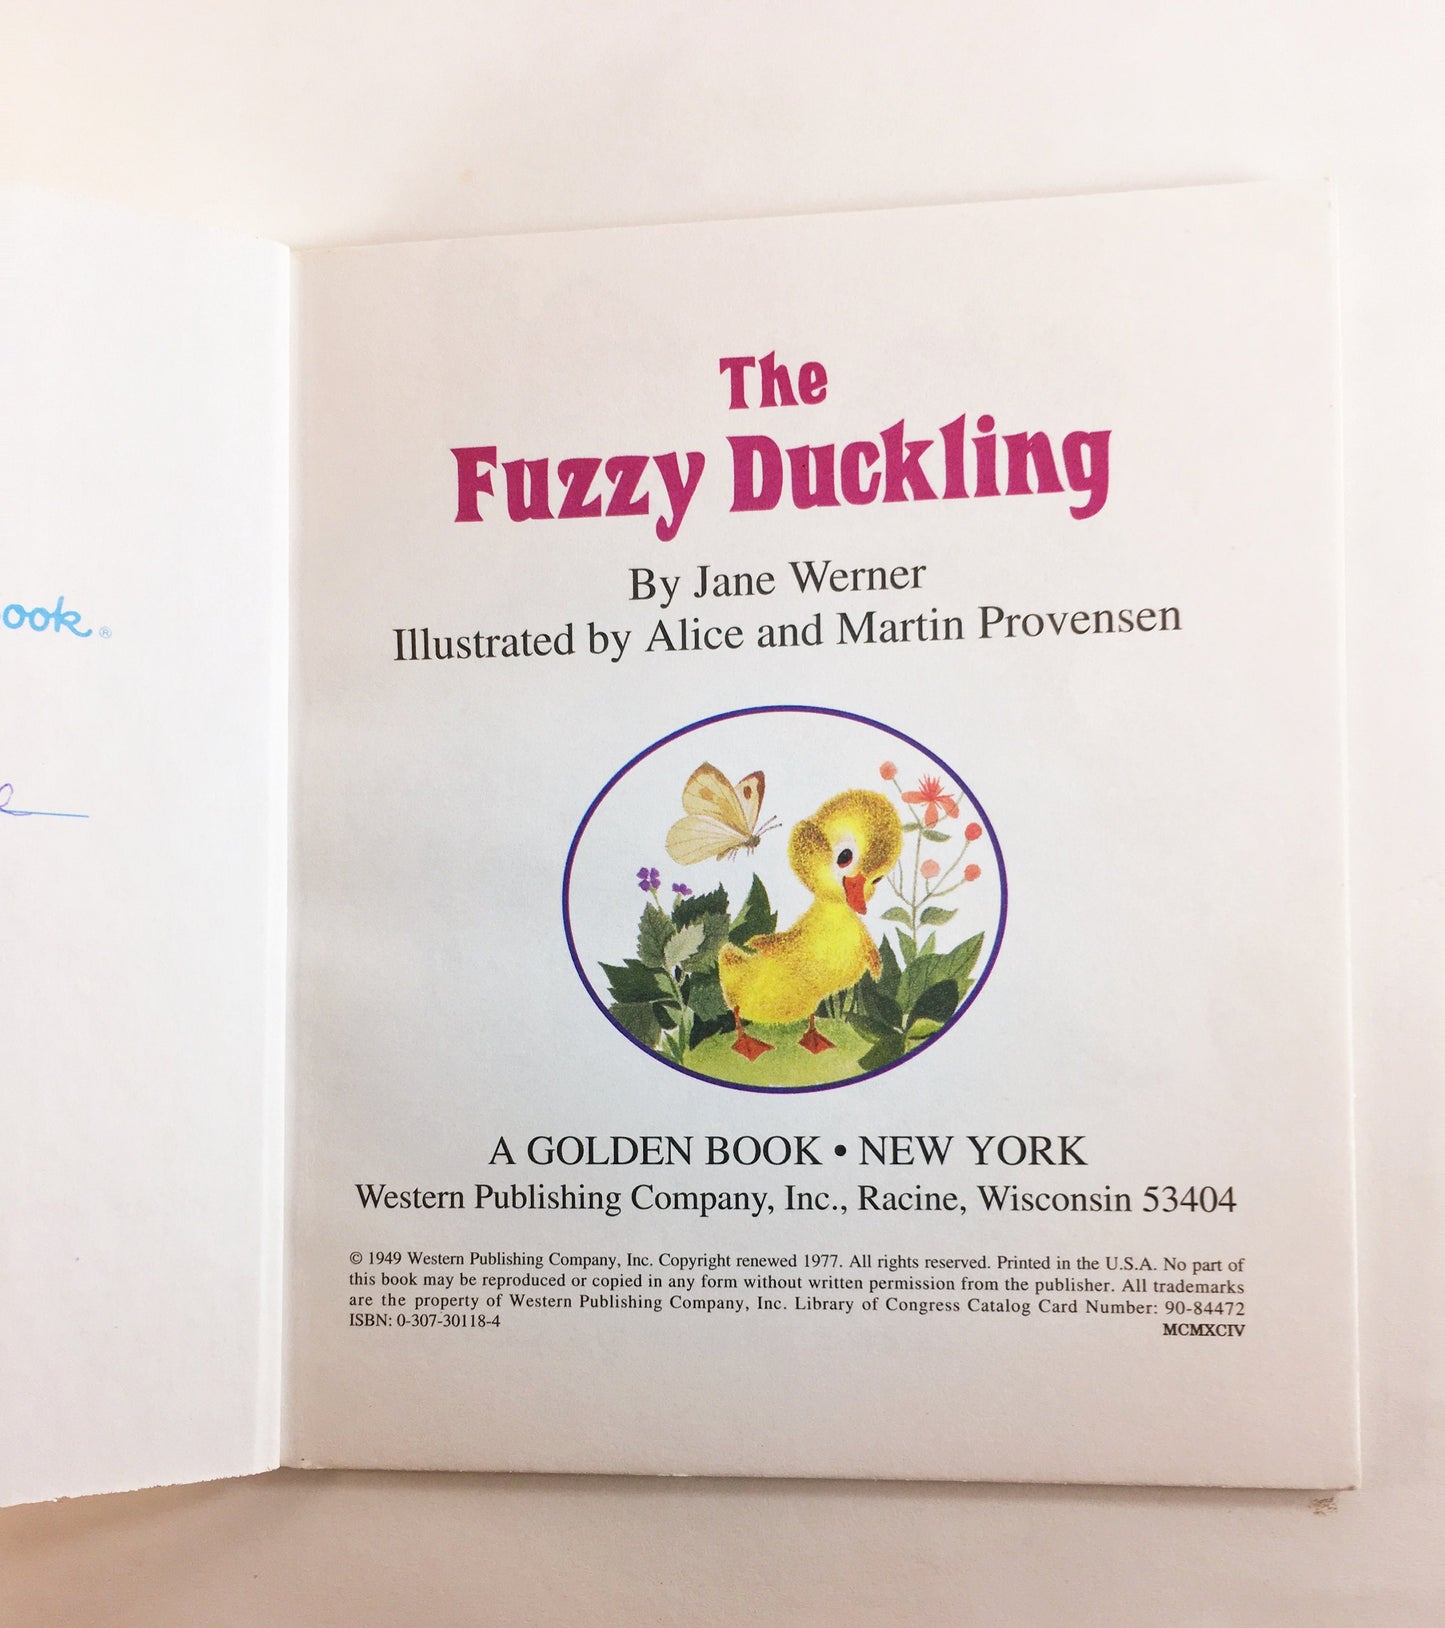 ook®
The
Fuzzy Duckling
By Jane Werner
Illustrated by Alice and Martin Provensen
A GOLDEN BOOK • NEW YORK
Western Publishing Company, Inc., Racine, Wisconsin 53404
© 1949 Western Publishing Company, Inc. Copyright renewed 1977. All rights reserved. Printed in the U.S.A. No part of
this book may be reproduced or copied in any form without written permission from the publisher. All trademarks
are the property of Western Publishing Company, Inc. Library of Congress Catalog Card Number: 90-84472
ISBN: 0-307-30118-4
MCMXCIV